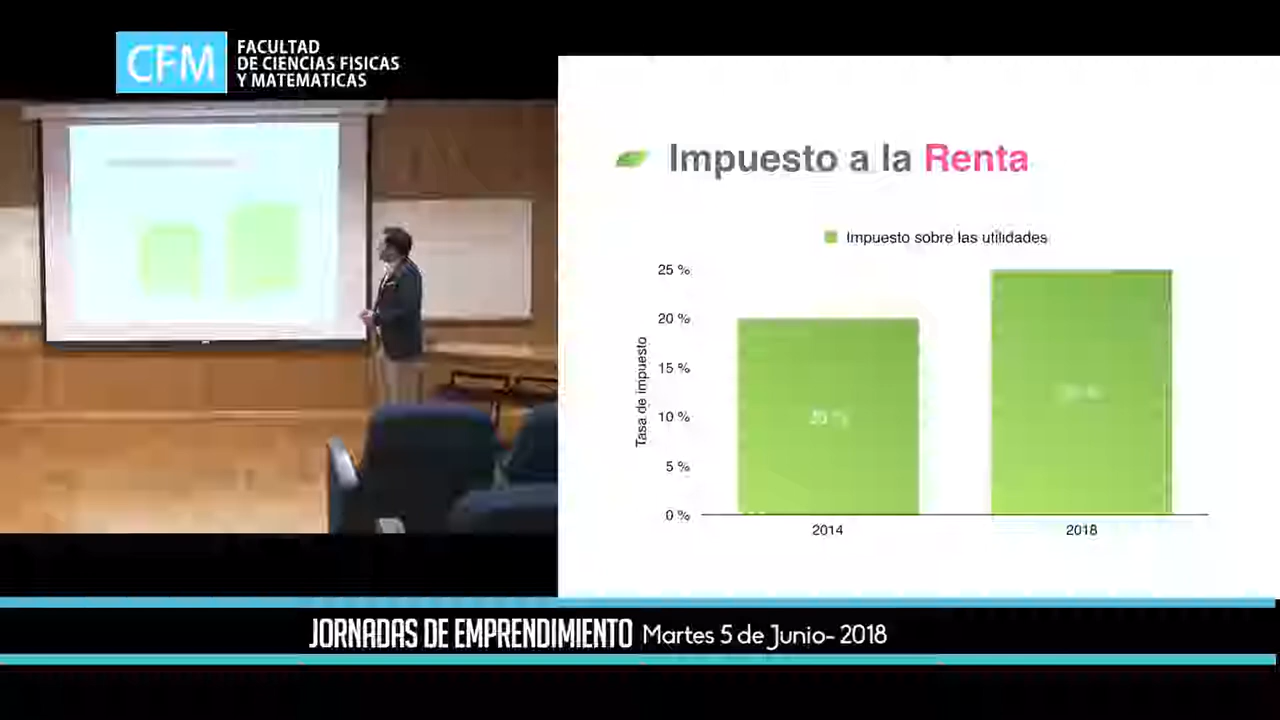 CFM
FACULTAD
DE CIENCIAS FISICAS
Y MATEMATICAS
Impuesto a la Renta
Impuesto sobre las utilidades
25 %
20 %
15 %
10 %
5 %
0 %
Tasa de impuesto
20 %
2014
2018
JORNADAS DE EMPRENDIMIENTO Martes 5 de Junio- 2018